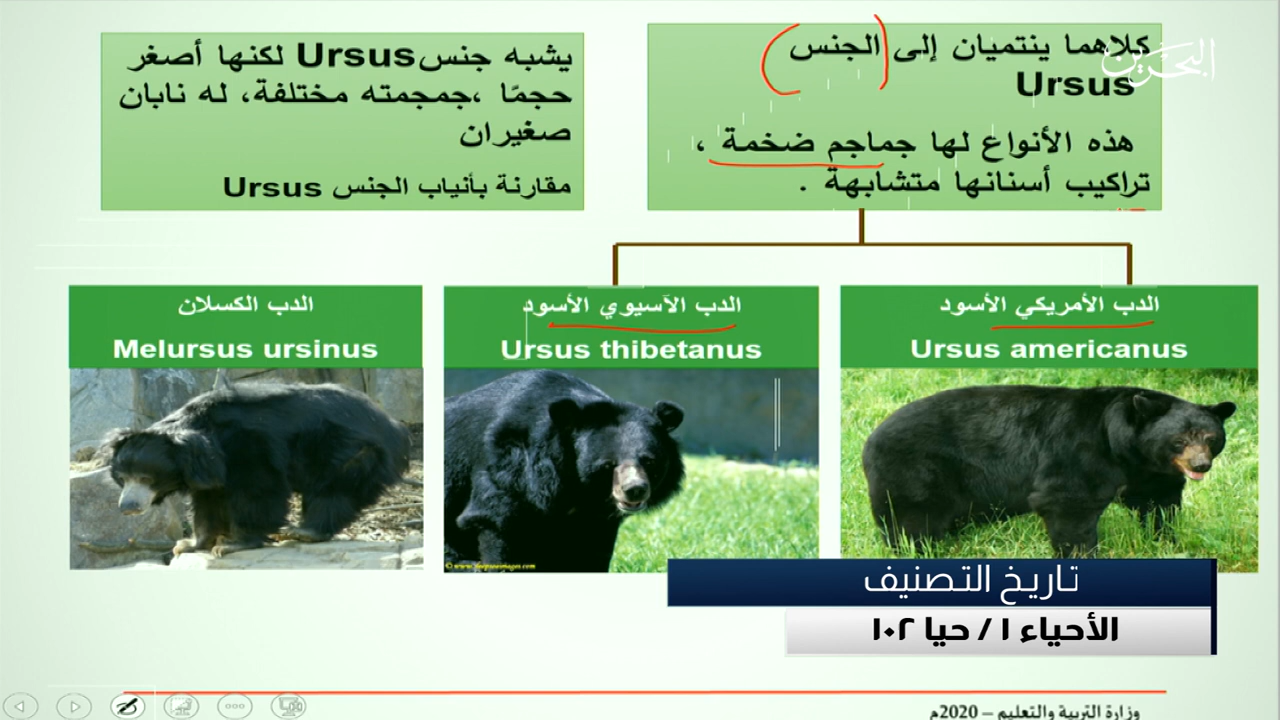 كلاهما ينتميان إلى الجنس
Ursus
هذه الأنواع لها جماجم ضخمة ،
تراكيب أسنانها متشابهة .
يشبه جنس Ursus لكنها أصغر
حجمًا ،جمجمته مختلفة، له نابان
صغيران
مقارنة بأنياب الجنس Ursus
البحرين
الدب الأمريكي الأسود
Ursus americanus
الدب الآسيوي الأسود
Ursus thibetanus
الدب الكسلان
Melursus ursinus
تاريخ التصنيف
الأحياء ١ / حيا ١٠٢
وزارة التربية والتعليم – 2020م